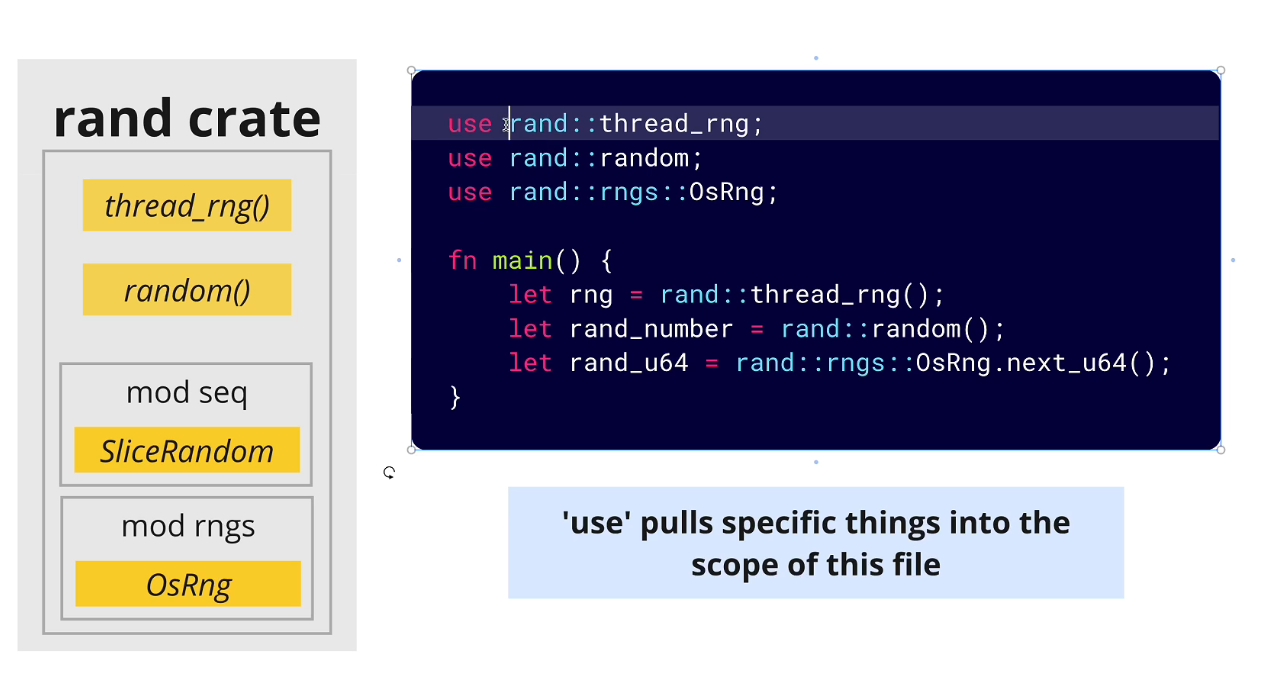 rand crate
thread_rng()
random()
mod seq
SliceRandom
mod rngs
OsRng
use rand::thread_rng;
use rand::random;
use rand::rngs::OsRng;
fn main() {
    let rng = rand::thread_rng();
    let rand_number = rand::random();
    let rand_u64 = rand::rngs::OsRng.next_u64();
}
'use' pulls specific things into the
scope of this file